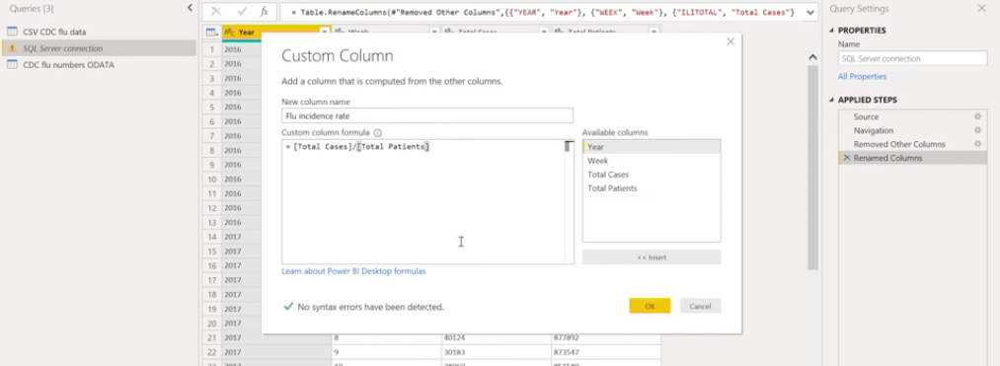 Queries [3]
CSV CDC flu data
SQL Server connection
CDC flu numbers ODATA
fx
= Table.RenameColumns(#"Removed Other Columns",{{"YEAR", "Year"}, {"WEEK", "Week"}, {"ILITOTAL", "Total Cases"}
Year
Week
Total Cases
Total Patients
1 2016
2 2016
3 2016
4 2016
5 2016
6 2016
7 2016
8 2016
9 2016
10 2016
11 2016
12 2016
13 2016
14 2017
15 2017
16 2017
17 2017
18 2017
19 2017
20 2017
21 2017 8 40124 877892
22 2017 9 30183 873547
Custom Column
Add a column that is computed from the other columns.
New column name
Flu incidence rate
Custom column formula
= [Total Cases]/[Total Patients]
Available columns
Year
Week
Total Cases
Total Patients
<< Insert
Learn about Power BI Desktop formulas
No syntax errors have been detected.
OK
Cancel
Query Settings
PROPERTIES
Name
SQL Server connection
All Properties
APPLIED STEPS
Source
Navigation
Removed Other Columns
Renamed Columns